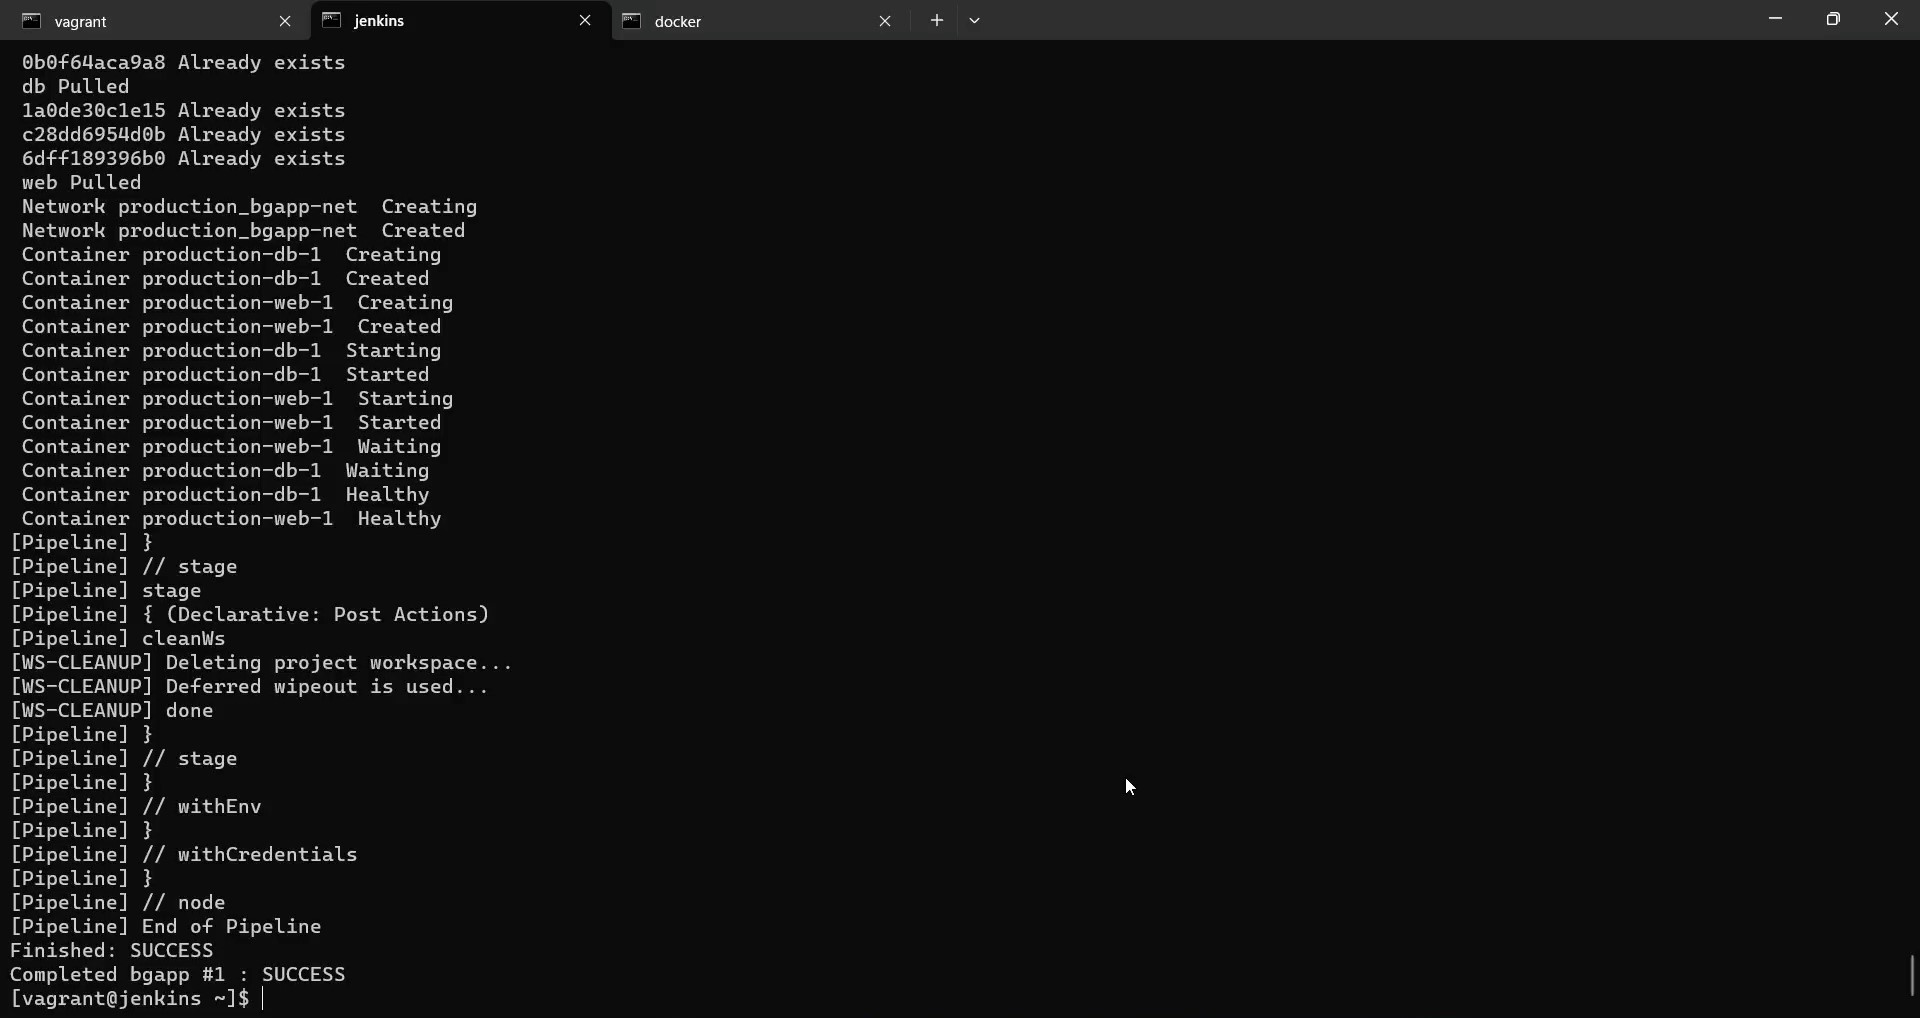 vagrant
jenkins
docker
0b0f64aca9a8 Already exists
db Pulled
1a0de30c1e15 Already exists
c28dd6954d0b Already exists
6dff189396b0 Already exists
web Pulled
Network production_bgapp-net  Creating
Network production_bgapp-net  Created
Container production-db-1  Creating
Container production-db-1  Created
Container production-web-1  Creating
Container production-web-1  Created
Container production-db-1  Starting
Container production-db-1  Started
Container production-web-1  Starting
Container production-web-1  Started
Container production-web-1  Waiting
Container production-db-1  Waiting
Container production-db-1  Healthy
Container production-web-1  Healthy
[Pipeline] }
[Pipeline] // stage
[Pipeline] stage
[Pipeline] { (Declarative: Post Actions)
[Pipeline] cleanWs
[WS-CLEANUP] Deleting project workspace...
[WS-CLEANUP] Deferred wipeout is used...
[WS-CLEANUP] done
[Pipeline] }
[Pipeline] // stage
[Pipeline] }
[Pipeline] // withEnv
[Pipeline] }
[Pipeline] // withCredentials
[Pipeline] }
[Pipeline] // node
[Pipeline] End of Pipeline
Finished: SUCCESS
Completed bgapp #1 : SUCCESS
[vagrant@jenkins ~]$